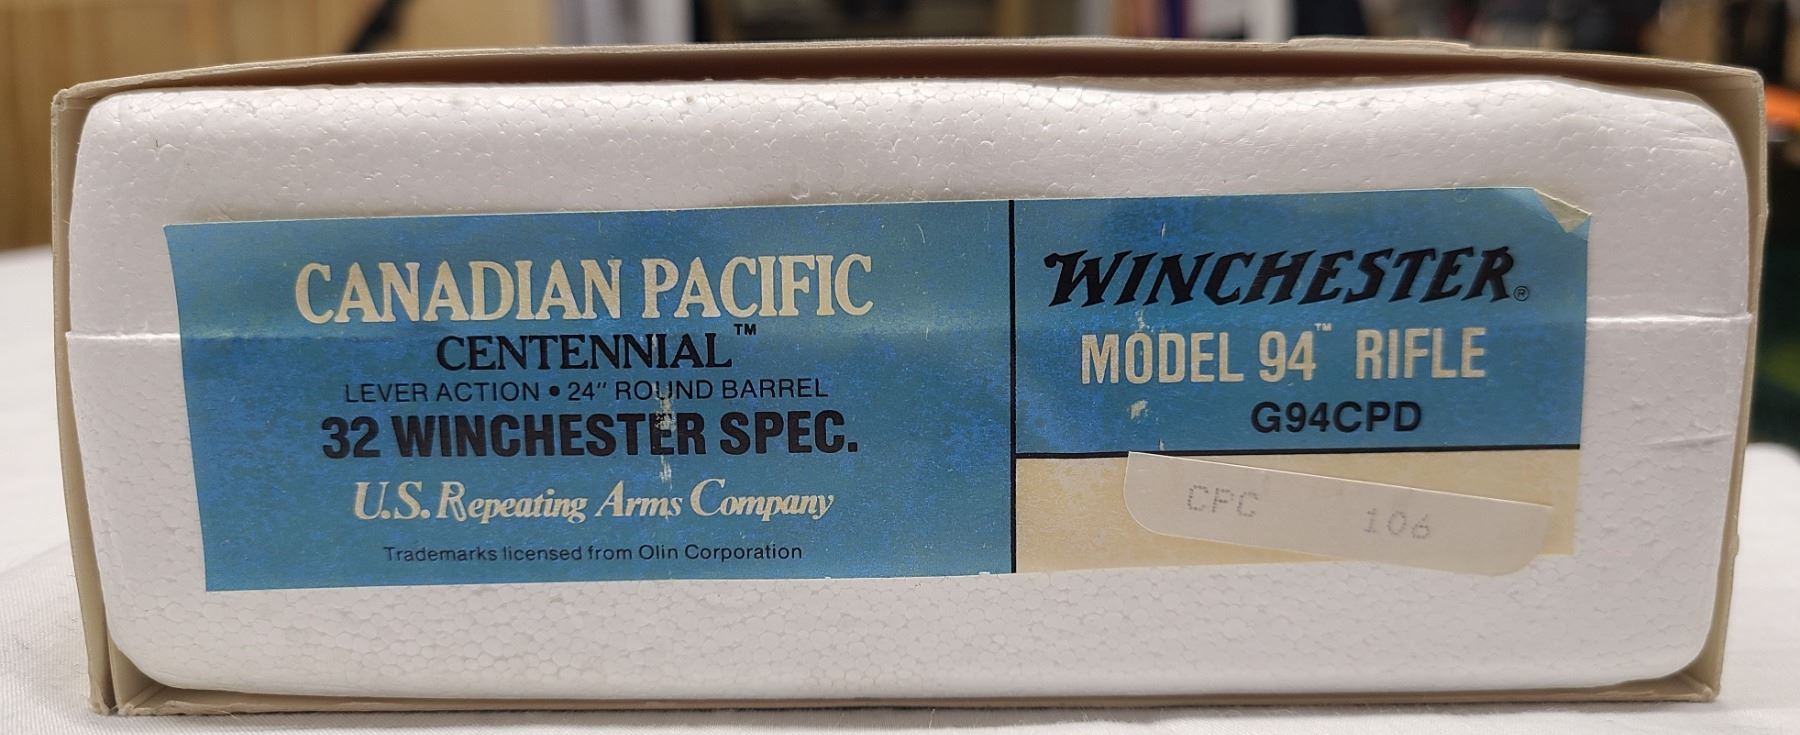 CANADIAN PACIFIC
CENTENNIAL™
LEVER ACTION • 24" ROUND BARREL
32 WINCHESTER SPEC.
U.S. Repeating Arms Company
Trademarks licensed from Olin Corporation
WINCHESTER®
MODEL 94™ RIFLE
G94CPD
CPC 106